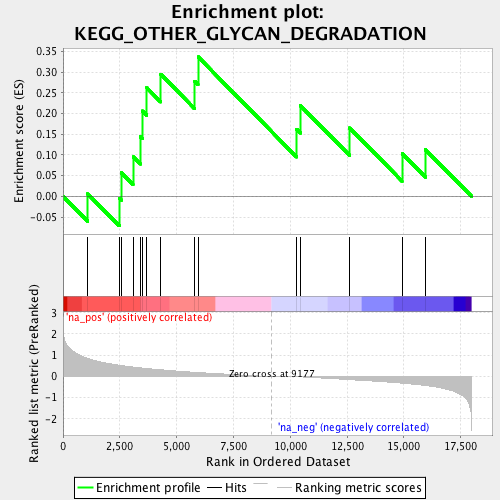 Enrichment plot:
KEGG_OTHER_GLYCAN_DEGRADATION
Enrichment score (ES)
0.35
0.30
0.25
0.20
0.15
0.10
0.05
0.00
-0.05
'na_pos' (positively correlated)
Ranked list metric (PreRanked)
3
2
1
0
-1
-2
Zero cross at 9177
'na_neg' (negatively correlated)
0
2,500
5,000
7,500
10,000
12,500
15,000
17,500
Rank in Ordered Dataset
Enrichment profile
Hits
Ranking metric scores